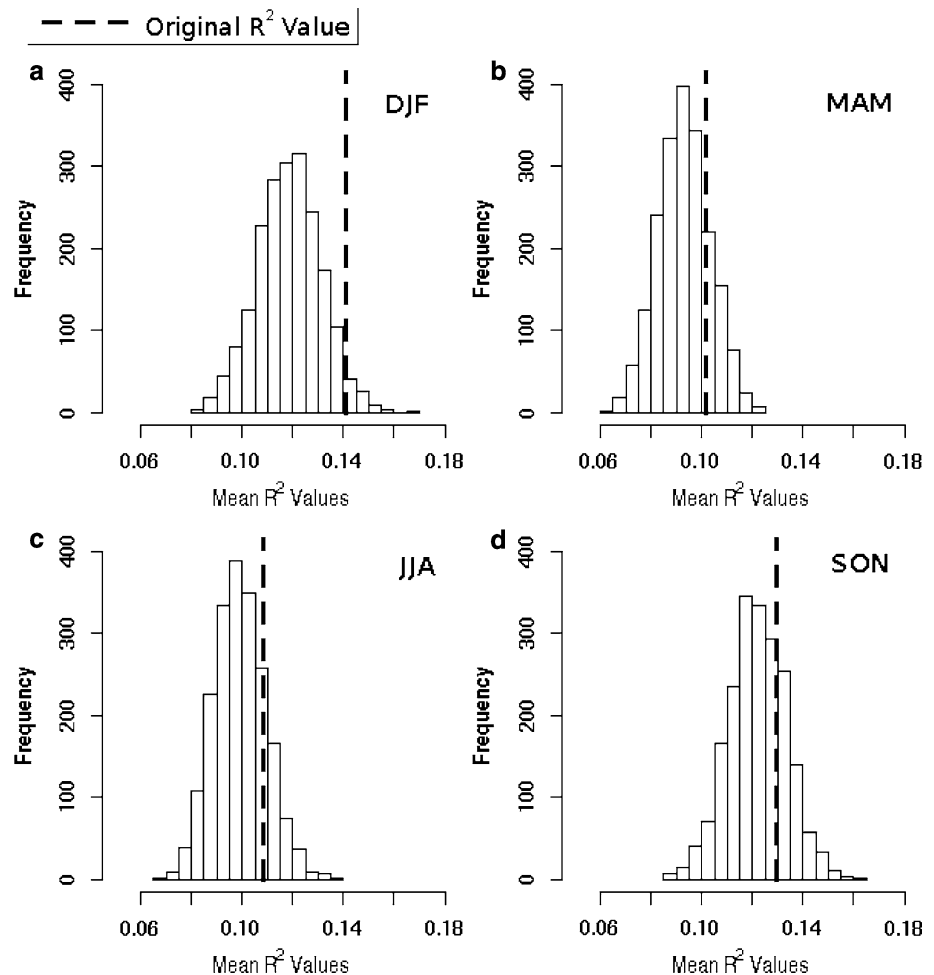 Original R² Value
a
DJF
400
300
200
100
0
Frequency
0.06 0.10 0.14 0.18
Mean R² Values
b
MAM
400
300
200
100
0
Frequency
0.06 0.10 0.14 0.18
Mean R² Values
c
JJA
400
300
200
100
0
Frequency
0.06 0.10 0.14 0.18
Mean R² Values
d
SON
400
300
200
100
0
Frequency
0.06 0.10 0.14 0.18
Mean R² Values